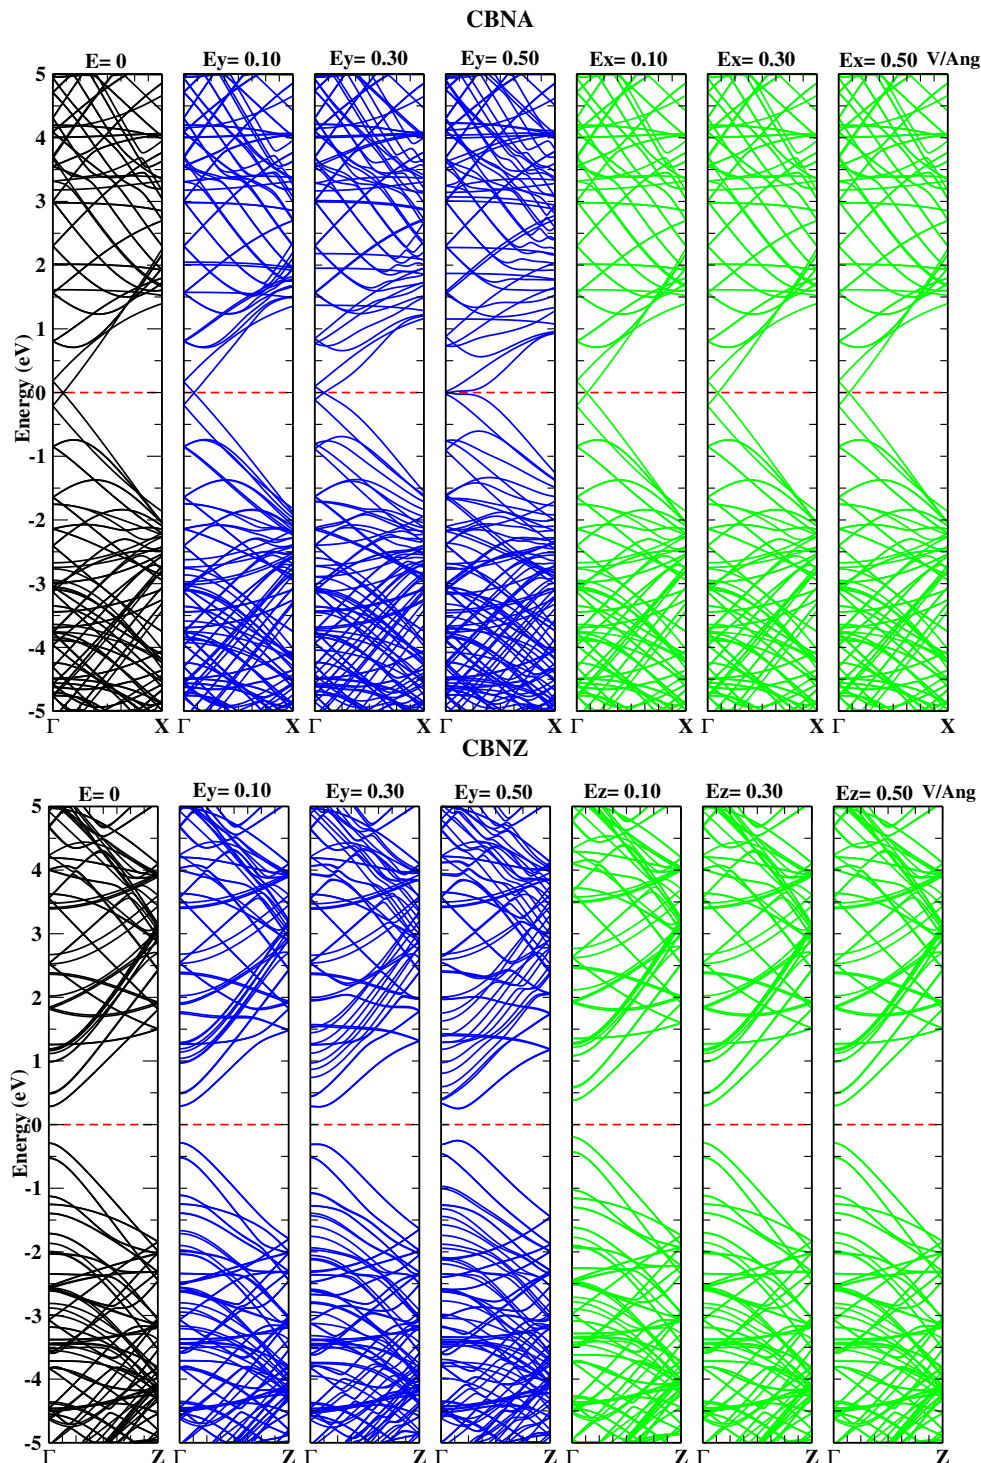 CBNA
E= 0 Ey= 0.10 Ey= 0.30 Ey= 0.50 Ex= 0.10 Ex= 0.30 Ex= 0.50 V/Ang
5
4
3
2
1
0
-1
-2
-3
-4
-5
Energy (eV)
Γ X Γ X Γ X Γ X Γ X Γ X Γ X
CBNZ
E= 0 Ey= 0.10 Ey= 0.30 Ey= 0.50 Ez= 0.10 Ez= 0.30 Ez= 0.50 V/Ang
5
4
3
2
1
0
-1
-2
-3
-4
-5
Energy (eV)
Γ Z Γ Z Γ Z Γ Z Γ Z Γ Z Γ Z